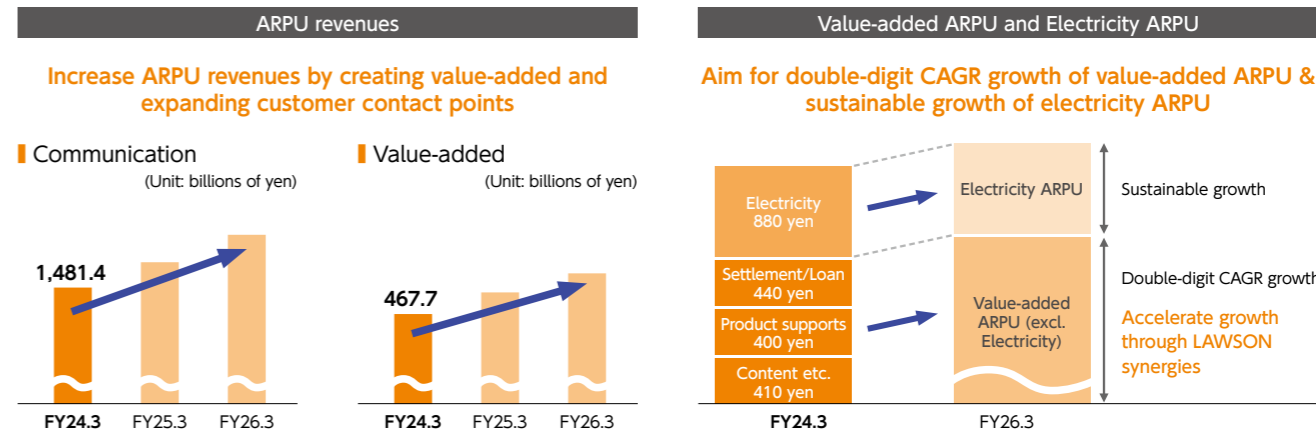 ARPU revenues
Increase ARPU revenues by creating value-added and
expanding customer contact points
Communication
(Unit: billions of yen)
1,481.4
FY24.3
FY25.3
FY26.3
Value-added
(Unit: billions of yen)
467.7
FY24.3
FY25.3
FY26.3
Value-added ARPU and Electricity ARPU
Aim for double-digit CAGR growth of value-added ARPU &
sustainable growth of electricity ARPU
Electricity
880 yen
Settlement/Loan
440 yen
Product supports
400 yen
Content etc.
410 yen
FY24.3
Electricity ARPU
Value-added
ARPU (excl.
Electricity)
FY26.3
Sustainable growth
Double-digit CAGR growth
Accelerate growth
through LAWSON
synergies